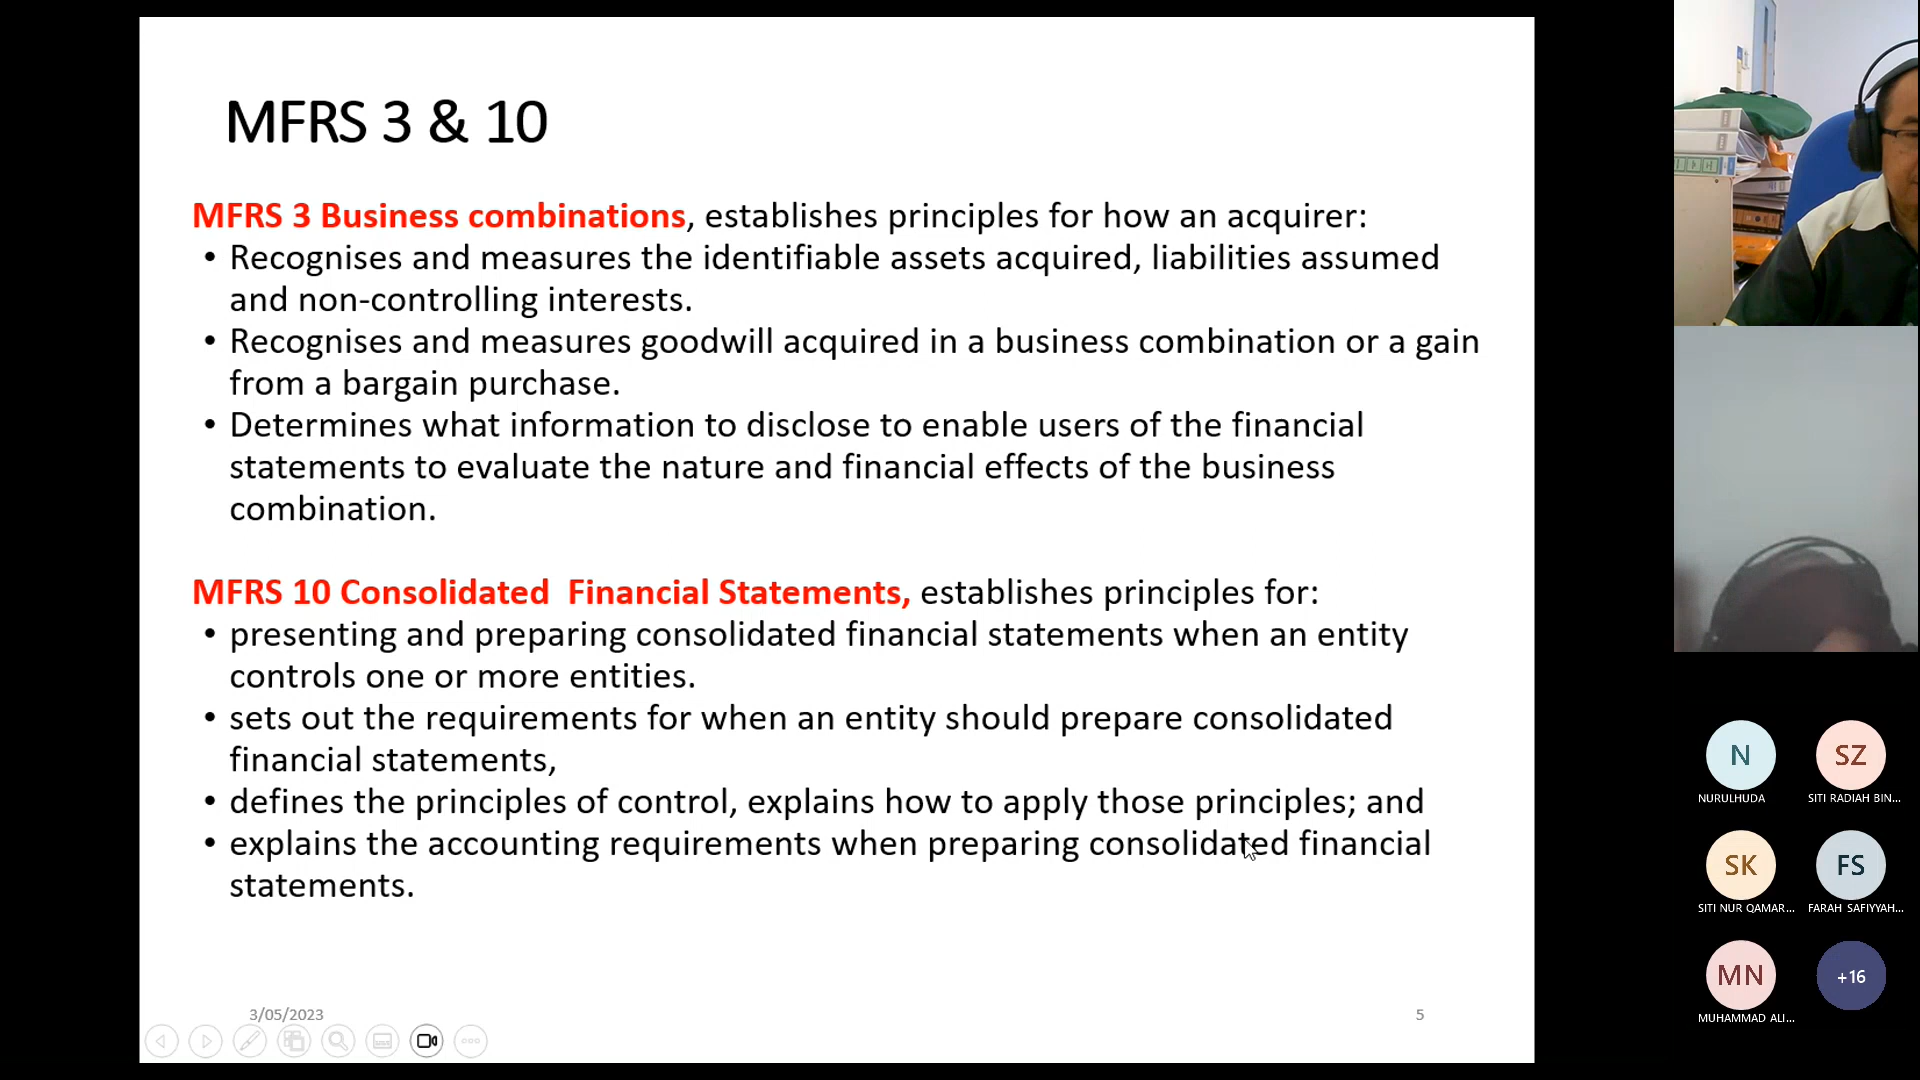 MFRS 3 & 10
MFRS 3 Business combinations, establishes principles for how an acquirer:
• Recognises and measures the identifiable assets acquired, liabilities assumed
and non-controlling interests.
• Recognises and measures goodwill acquired in a business combination or a gain
from a bargain purchase.
• Determines what information to disclose to enable users of the financial
statements to evaluate the nature and financial effects of the business
combination.
MFRS 10 Consolidated  Financial Statements, establishes principles for:
• presenting and preparing consolidated financial statements when an entity
controls one or more entities.
• sets out the requirements for when an entity should prepare consolidated
financial statements,
• defines the principles of control, explains how to apply those principles; and
• explains the accounting requirements when preparing consolidated financial
statements.
3/05/2023
5
N
NURULHUDA
SZ
SITI RADIAH BIN...
SK
SITI NUR QAMAR...
FS
FARAH SAFIYYAH...
MN
MUHAMMAD ALI...
+16